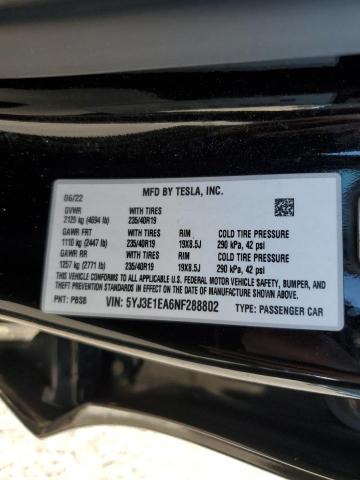 MFD BY TESLA, INC.
06/22
GVWR WITH TIRES
2129 kg (4694 lb) 235/40R19
GAWR FRT WITH TIRES RIM COLD TIRE PRESSURE
1110 kg (2447 lb) 235/40R19 19X8.5J 290 kPa, 42 psi
GAWR RR WITH TIRES RIM COLD TIRE PRESSURE
1257 kg (2771 lb) 235/40R19 19X8.5J 290 kPa, 42 psi
THIS VEHICLE CONFORMS TO ALL APPLICABLE U.S. FEDERAL MOTOR VEHICLE SAFETY, BUMPER, AND
THEFT PREVENTION STANDARDS IN EFFECT ON THE DATE OF MANUFACTURE SHOWN ABOVE.
PNT: PBSB VIN: 5YJ3E1EA6NF288802 TYPE: PASSENGER CAR